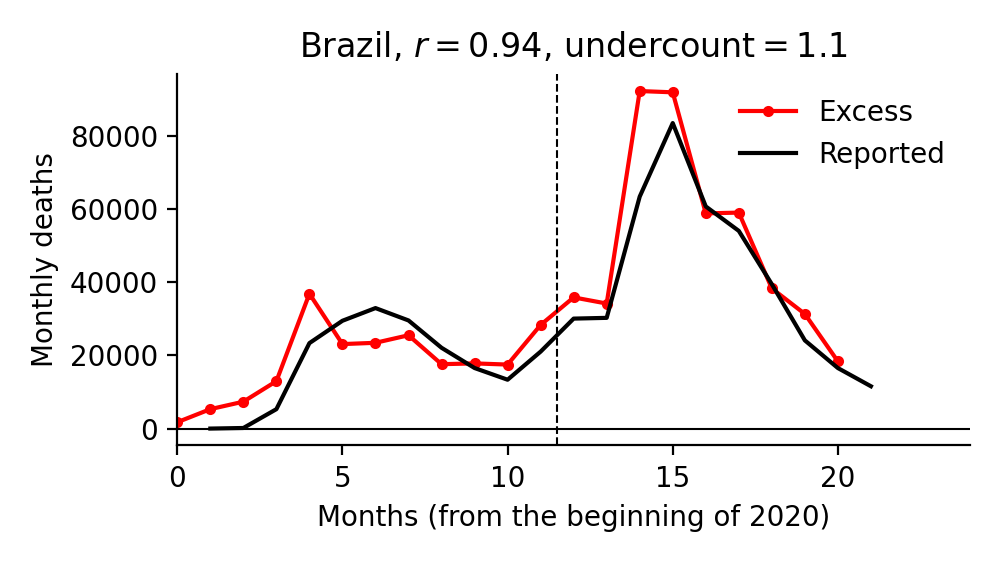 Brazil, r = 0.94, undercount = 1.1
Excess
Reported
Monthly deaths
80000
60000
40000
20000
0
0 5 10 15 20
Months (from the beginning of 2020)